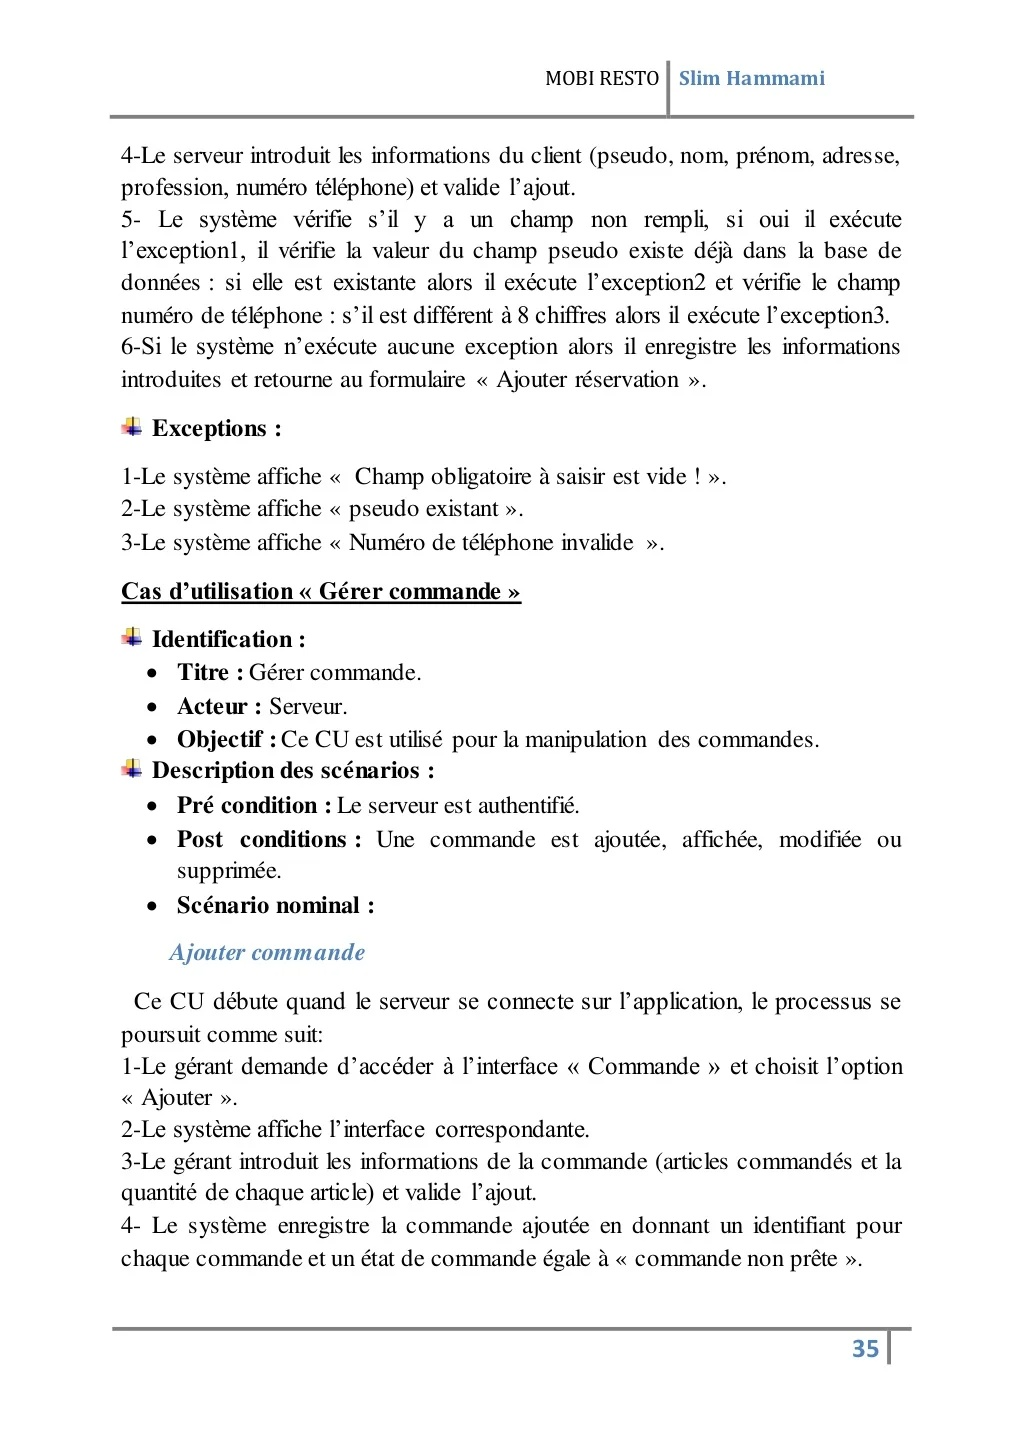 MOBI RESTO Slim Hammami
4-Le serveur introduit les informations du client (pseudo, nom, prénom, adresse,
profession, numéro téléphone) et valide l’ajout.
5- Le système vérifie s’il y a un champ non rempli, si oui il exécute
l’exception1, il vérifie la valeur du champ pseudo existe déjà dans la base de
données : si elle est existante alors il exécute l’exception2 et vérifie le champ
numéro de téléphone : s’il est différent à 8 chiffres alors il exécute l’exception3.
6-Si le système n’exécute aucune exception alors il enregistre les informations
introduites et retourne au formulaire « Ajouter réservation ».
Exceptions :
1-Le système affiche « Champ obligatoire à saisir est vide ! ».
2-Le système affiche « pseudo existant ».
3-Le système affiche « Numéro de téléphone invalide ».
Cas d’utilisation « Gérer commande »
Identification :
• Titre : Gérer commande.
• Acteur : Serveur.
• Objectif : Ce CU est utilisé pour la manipulation des commandes.
Description des scénarios :
• Pré condition : Le serveur est authentifié.
• Post conditions : Une commande est ajoutée, affichée, modifiée ou
supprimée.
• Scénario nominal :
Ajouter commande
Ce CU débute quand le serveur se connecte sur l’application, le processus se
poursuit comme suit:
1-Le gérant demande d’accéder à l’interface « Commande » et choisit l’option
« Ajouter ».
2-Le système affiche l’interface correspondante.
3-Le gérant introduit les informations de la commande (articles commandés et la
quantité de chaque article) et valide l’ajout.
4- Le système enregistre la commande ajoutée en donnant un identifiant pour
chaque commande et un état de commande égale à « commande non prête ».
35